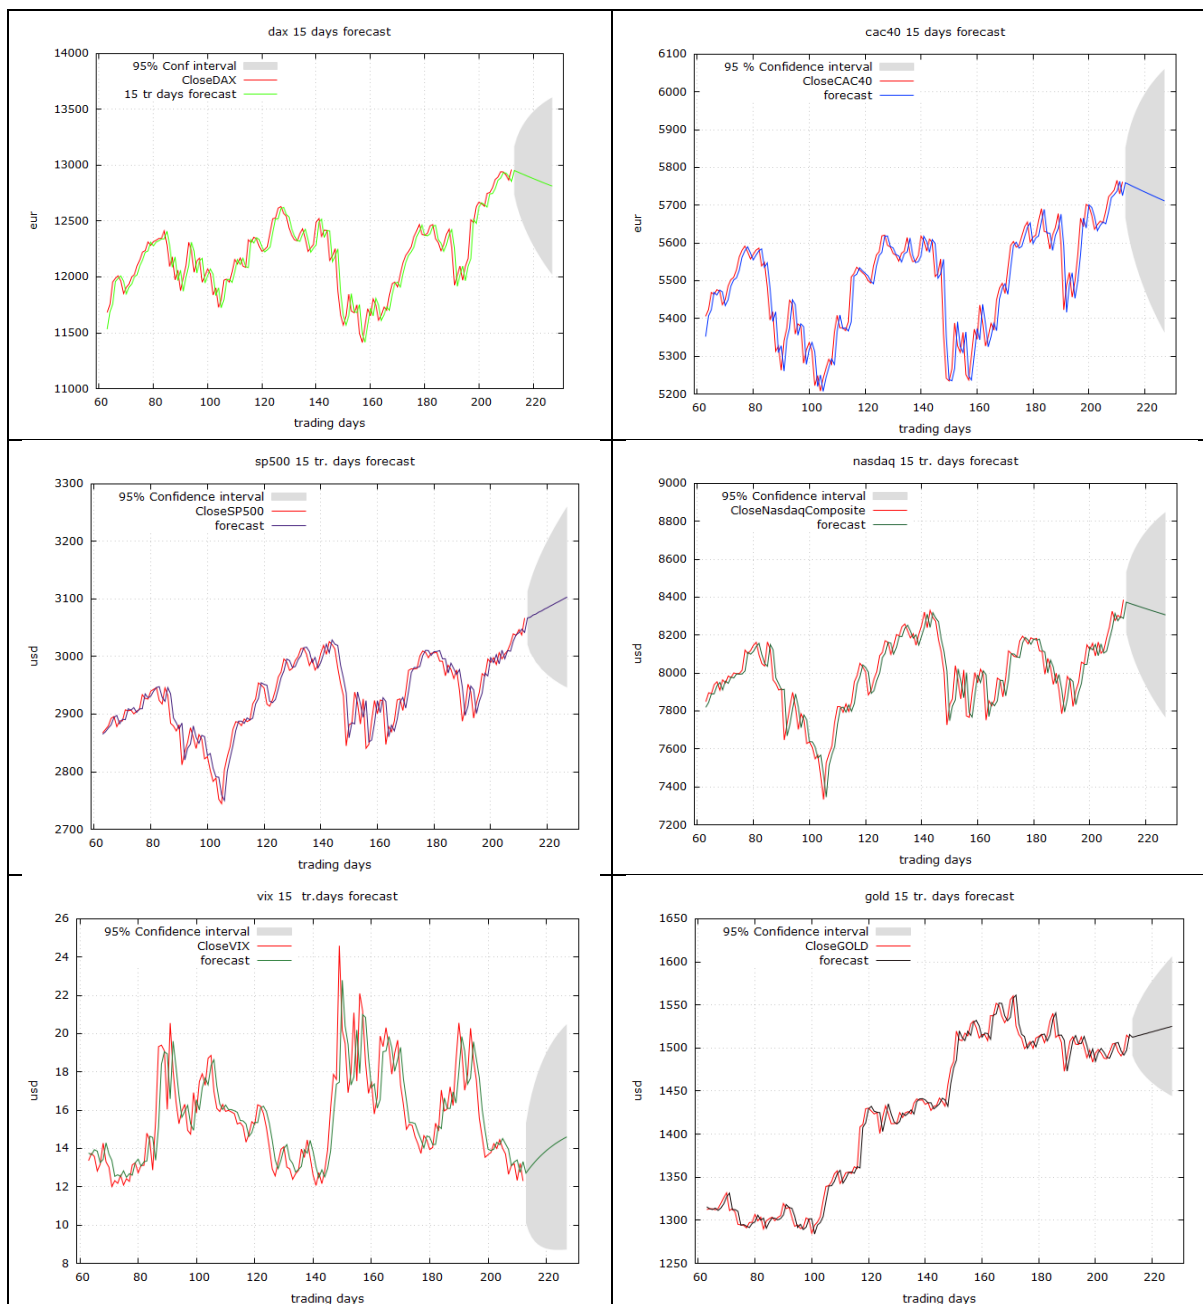 dax 15 days forecast
14000
13500
13000
12500
12000
11500
11000
eur
95% Conf interval
CloseDAX
15 tr days forecast
60 80 100 120 140 160 180 200 220
trading days
cac40 15 days forecast
6100
6000
5900
5800
5700
5600
5500
5400
5300
5200
eur
95 % Confidence interval
CloseCAC40
forecast
60 80 100 120 140 160 180 200 220
trading days
sp500 15 tr. days forecast
3300
3200
3100
3000
2900
2800
2700
usd
95% Confidence interval
CloseSP500
forecast
60 80 100 120 140 160 180 200 220
trading days
nasdaq 15 tr. days forecast
9000
8800
8600
8400
8200
8000
7800
7600
7400
7200
usd
95% Confidence interval
CloseNasdaqComposite
forecast
60 80 100 120 140 160 180 200 220
trading days
vix 15 tr.days forecast
26
24
22
20
18
16
14
12
10
8
usd
95% Confidence interval
CloseVIX
forecast
60 80 100 120 140 160 180 200 220
trading days
gold 15 tr. days forecast
1650
1600
1550
1500
1450
1400
1350
1300
1250
usd
95% Confidence interval
CloseGOLD
forecast
60 80 100 120 140 160 180 200 220
trading days